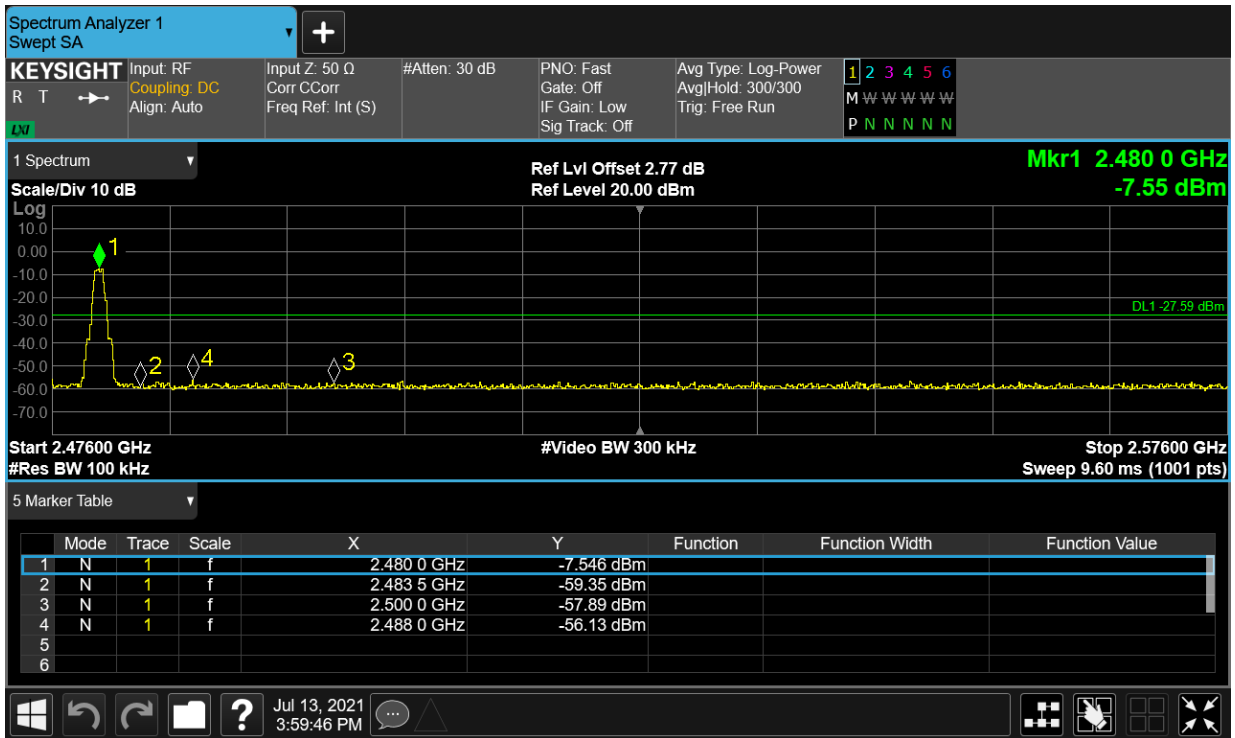 Spectrum Analyzer 1
Swept SA
+
KEYSIGHT
R T
LXI
Input: RF
Coupling: DC
Align: Auto
Input Z: 50 Ω
Corr CCorr
Freq Ref: Int (S)
#Atten: 30 dB
PNO: Fast
Gate: Off
IF Gain: Low
Sig Track: Off
Avg Type: Log-Power
Avg|Hold: 300/300
Trig: Free Run
1 2 3 4 5 6
M W W W W W
P N N N N N
1 Spectrum
Scale/Div 10 dB
Ref Lvl Offset 2.77 dB
Ref Level 20.00 dBm
Mkr1 2.480 0 GHz
-7.55 dBm
Log
10.0
0.00
-10.0
-20.0
-30.0
-40.0
-50.0
-60.0
-70.0
1
2
4
3
DL1 -27.59 dBm
Start 2.47600 GHz
#Video BW 300 kHz
Stop 2.57600 GHz
#Res BW 100 kHz
Sweep 9.60 ms (1001 pts)
5 Marker Table
Mode Trace Scale X Y Function Function Width Function Value
1 N 1 f 2.480 0 GHz -7.546 dBm
2 N 1 f 2.483 5 GHz -59.35 dBm
3 N 1 f 2.500 0 GHz -57.89 dBm
4 N 1 f 2.488 0 GHz -56.13 dBm
5
6
?
Jul 13, 2021
3:59:46 PM